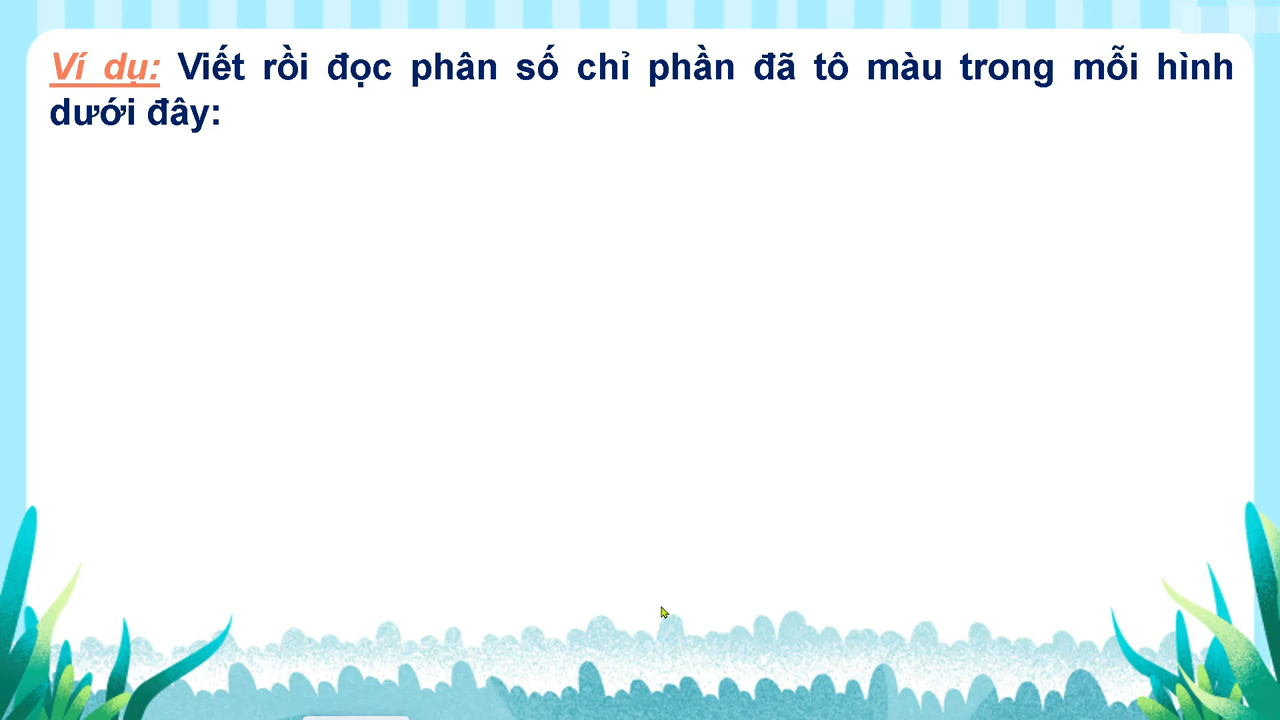 Ví dụ: Viết rồi đọc phân số chỉ phần đã tô màu trong mỗi hình
dưới đây: